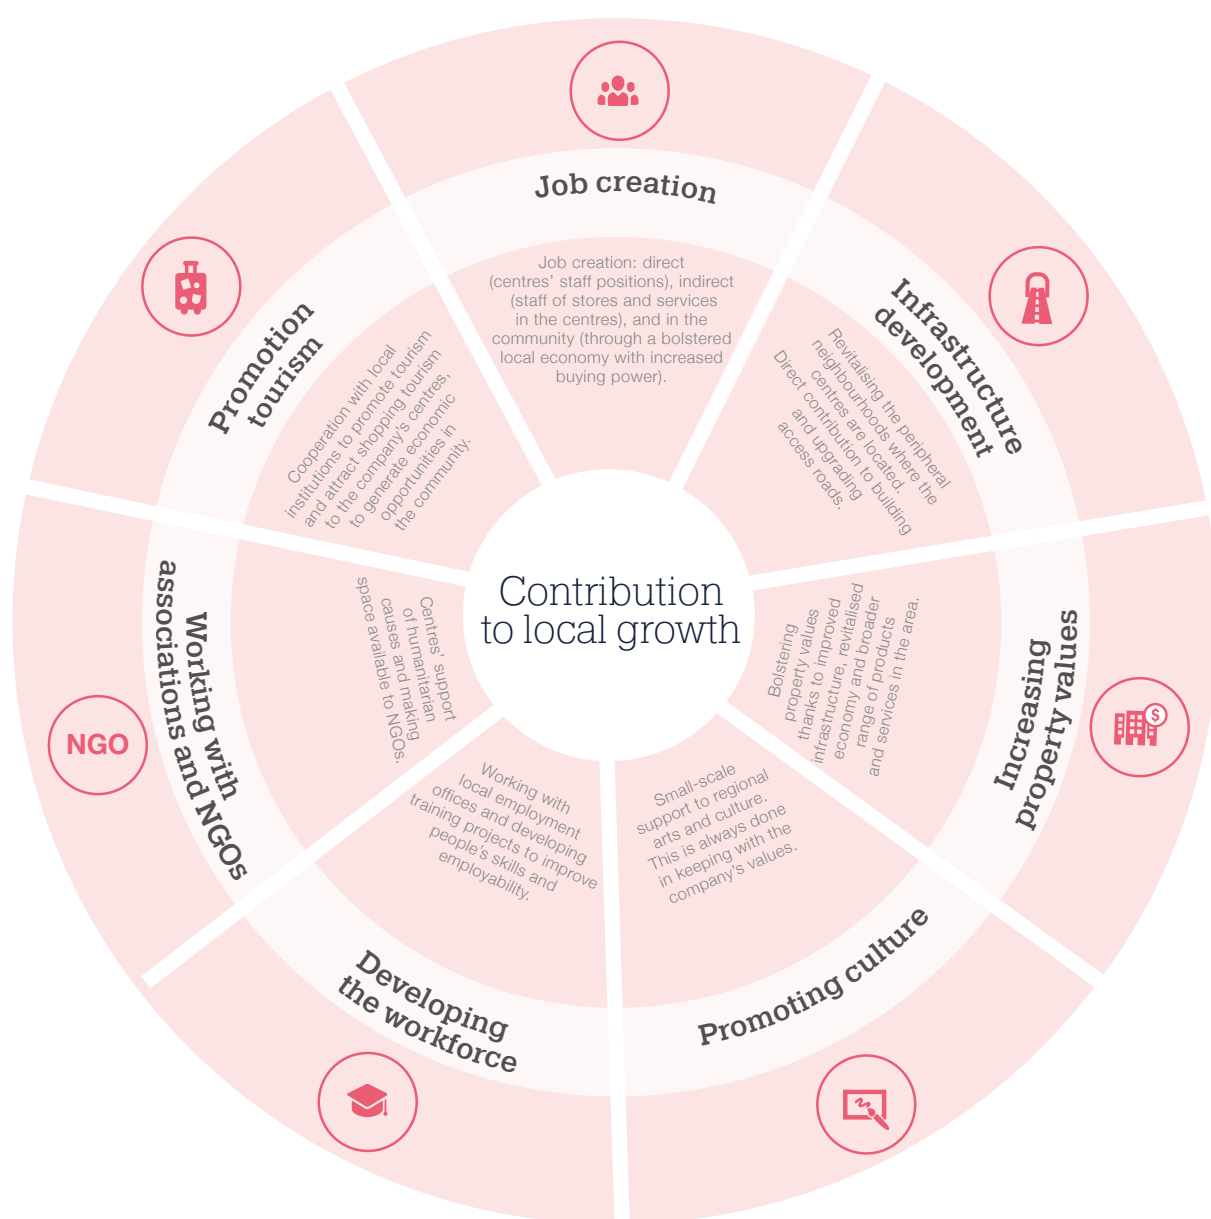 Contribution
to local growth
Job creation
Job creation: direct
(centres’ staff positions), indirect
(staff of stores and services
in the centres), and in the
community (through a bolstered
local economy with increased
buying power).
Infrastructure
development
Revitalising the peripheral
neighbourhoods where the
centres are located.
Direct contribution to building
and upgrading
access roads.
Increasing
property values
Bolstering
property values
thanks to improved
infrastructure, revitalised
economy and broader
range of products
and services in the area.
$
Promoting culture
Small-scale
support to regional
arts and culture.
This is always done
in keeping with the
company’s values.
Developing
the workforce
Working with
local employment
offices and developing
training projects to improve
people’s skills and
employability.
Working with
associations and NGOs
Centres’ support
of humanitarian
causes and making
space available to NGOs.
NGO
Promotion
tourism
Cooperation with local
institutions to promote tourism
and attract shopping tourism
to the company’s centres,
to generate economic
opportunities in
the community.